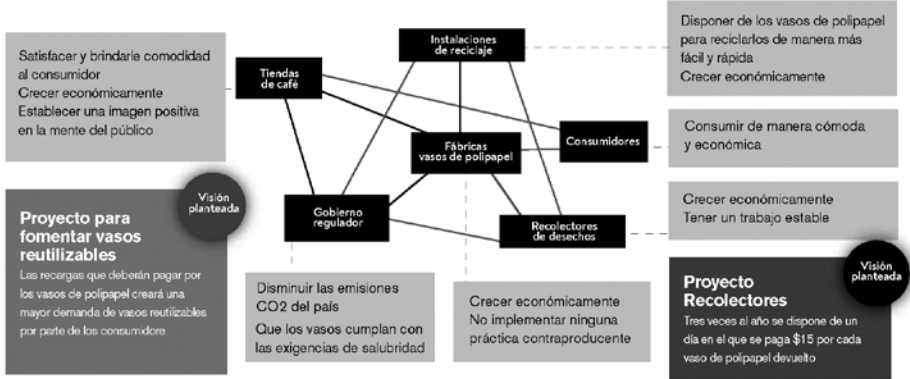 Satisfacer y brindarle comodidad
al consumidor
Crecer económicamente
Establecer una imagen positiva
en la mente del público
Tiendas
de café
Instalaciones
de reciclaje
Disponer de los vasos de polipapel
para reciclarlos de manera más
fácil y rápida
Crecer económicamente
Fábricas
vasos de polipapel
Consumidores
Consumir de manera cómoda
y económica
Gobierno
regulador
Recolectores
de desechos
Crecer económicamente
Tener un trabajo estable
Visión
planteada
Proyecto para
fomentar vasos
reutilizables
Las recargas que deberán pagar por
los vasos de polipapel creará una
mayor demanda de vasos reutilizables
por parte de los consumidore
Disminuir las emisiones
CO2 del país
Que los vasos cumplan con
las exigencias de salubridad
Crecer económicamente
No implementar ninguna
práctica contraproducente
Visión
planteada
Proyecto
Recolectores
Tres veces al año se dispone de un
día en el que se paga $15 por cada
vaso de polipapel devuelto